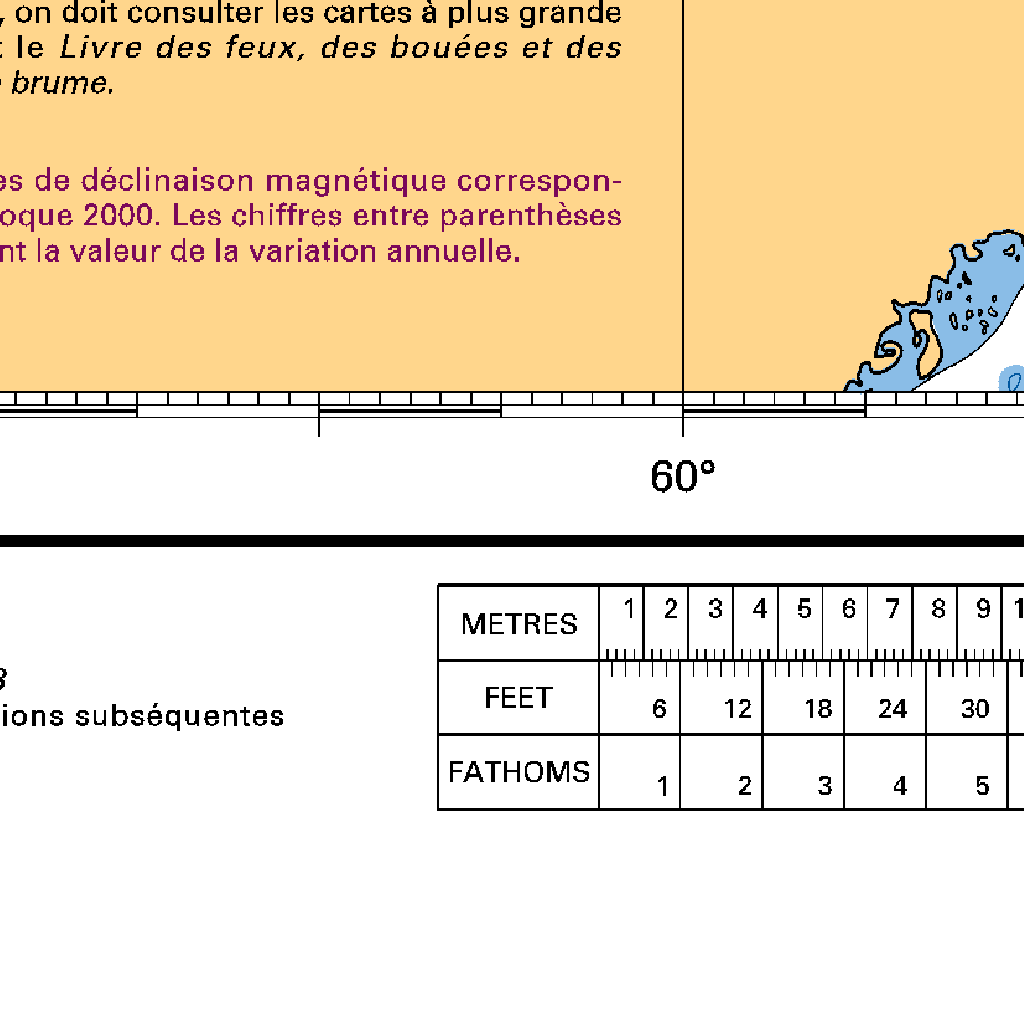 , on doit consulter les cartes à plus grande
le Livre des feux, des bouées et des
brume.
es de déclinaison magnétique correspon-
oque 2000. Les chiffres entre parenthèses
nt la valeur de la variation annuelle.
60°
3
ions subséquentes
METRES 1 2 3 4 5 6 7 8 9 1
FEET 6 12 18 24 30
FATHOMS 1 2 3 4 5